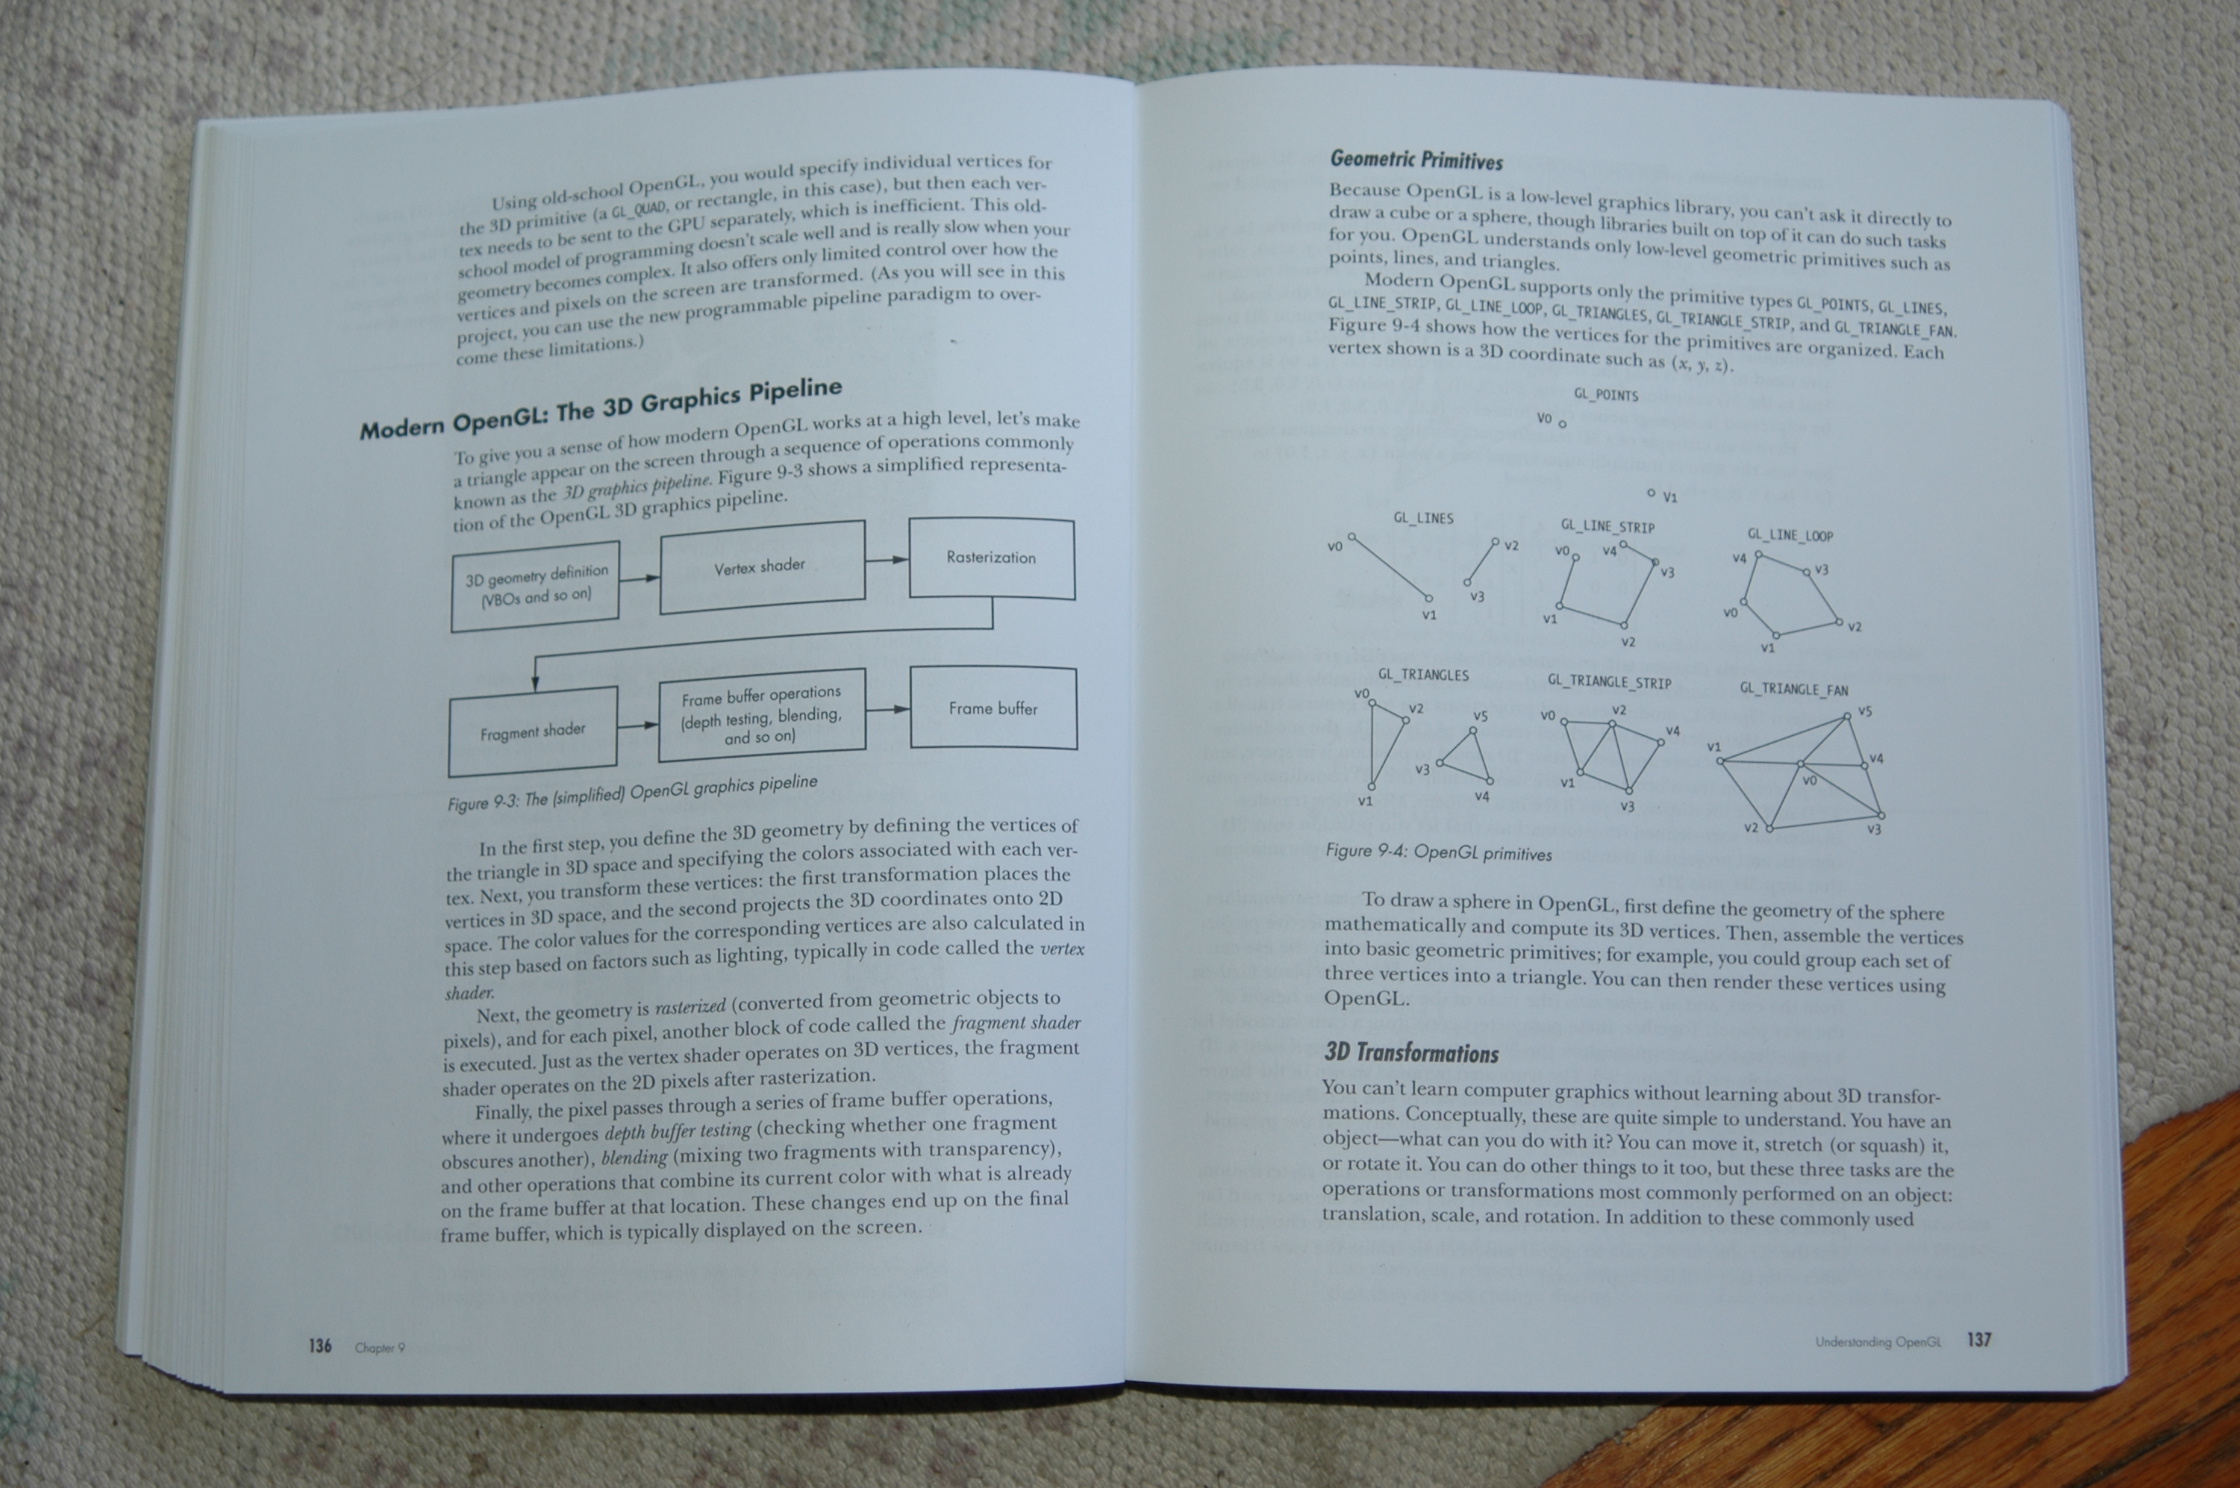 Using old-school OpenGL, you would specify individual vertices for
the 3D primitive (a GL_QUAD, or rectangle, in this case), but then each ver-
tex needs to be sent to the GPU separately, which is inefficient. This old-
school model of programming doesn't scale well and is really slow when your
geometry becomes complex. It also offers only limited control over how the
vertices and pixels on the screen are transformed. (As you will see in this
project, you can use the new programmable pipeline paradigm to over-
come these limitations.)
Modern OpenGL: The 3D Graphics Pipeline
To give you a sense of how modern OpenGL works at a high level, let's make
a triangle appear on the screen through a sequence of operations commonly
known as the 3D graphics pipeline. Figure 9-3 shows a simplified representa-
tion of the OpenGL 3D graphics pipeline.
3D geometry definition
(VBOs and so on)
Vertex shader
Rasterization
Fragment shader
Frame buffer operations
(depth testing, blending,
and so on)
Frame buffer
Figure 9-3: The (simplified) OpenGL graphics pipeline
In the first step, you define the 3D geometry by defining the vertices of
the triangle in 3D space and specifying the colors associated with each ver-
tex. Next, you transform these vertices: the first transformation places the
vertices in 3D space, and the second projects the 3D coordinates onto 2D
space. The color values for the corresponding vertices are also calculated in
this step based on factors such as lighting, typically in code called the vertex
shader.
Next, the geometry is rasterized (converted from geometric objects to
pixels), and for each pixel, another block of code called the fragment shader
is executed. Just as the vertex shader operates on 3D vertices, the fragment
shader operates on the 2D pixels after rasterization.
Finally, the pixel passes through a series of frame buffer operations,
where it undergoes depth buffer testing (checking whether one fragment
obscures another), blending (mixing two fragments with transparency),
and other operations that combine its current color with what is already
on the frame buffer at that location. These changes end up on the final
frame buffer, which is typically displayed on the screen.
136 Chapter 9
Geometric Primitives
Because OpenGL is a low-level graphics library, you can't ask it directly to
draw a cube or a sphere, though libraries built on top of it can do such tasks
for you. OpenGL understands only low-level geometric primitives such as
points, lines, and triangles.
Modern OpenGL supports only the primitive types GL_POINTS, GL_LINES,
GL_LINE_STRIP, GL_LINE_LOOP, GL_TRIANGLES, GL_TRIANGLE_STRIP, and GL_TRIANGLE_FAN.
Figure 9-4 shows how the vertices for the primitives are organized. Each
vertex shown is a 3D coordinate such as (x, y, z).
GL_POINTS
v0
v1
GL_LINES
v0
v1
v2
v3
GL_LINE_STRIP
v0
v4
v3
v1
v2
GL_LINE_LOOP
v4
v3
v2
v0
v1
GL_TRIANGLES
v0
v2
v1
v5
v3
v4
GL_TRIANGLE_STRIP
v0
v2
v4
v1
v3
GL_TRIANGLE_FAN
v5
v4
v1
v0
v2
v3
Figure 9-4: OpenGL primitives
To draw a sphere in OpenGL, first define the geometry of the sphere
mathematically and compute its 3D vertices. Then, assemble the vertices
into basic geometric primitives; for example, you could group each set of
three vertices into a triangle. You can then render these vertices using
OpenGL.
3D Transformations
You can't learn computer graphics without learning about 3D transfor-
mations. Conceptually, these are quite simple to understand. You have an
object—what can you do with it? You can move it, stretch (or squash) it,
or rotate it. You can do other things to it too, but these three tasks are the
operations or transformations most commonly performed on an object:
translation, scale, and rotation. In addition to these commonly used
Understanding OpenGL 137